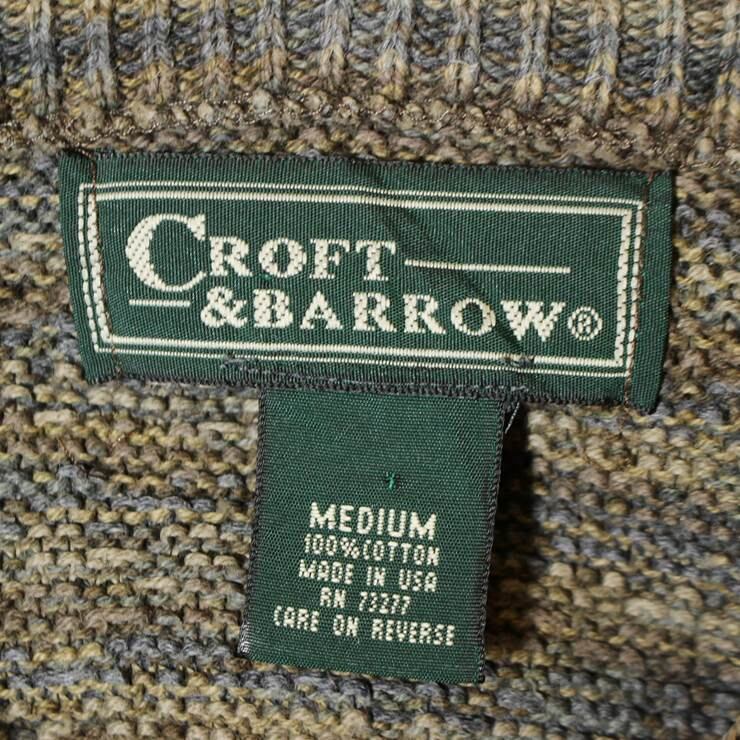 CROFT
&BARROW®
MEDIUM
100% COTTON
MADE IN USA
RN 73277
CARE ON REVERSE